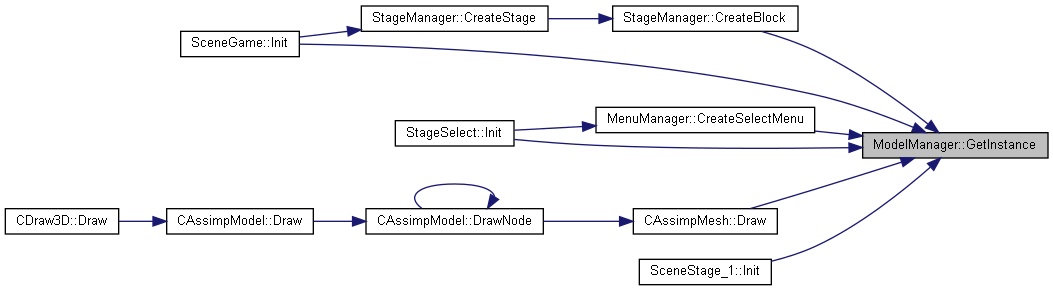 StageManager::CreateStage
StageManager::CreateBlock
SceneGame::Init
MenuManager::CreateSelectMenu
StageSelect::Init
ModelManager::GetInstance
CDraw3D::Draw
CAssimpModel::Draw
CAssimpModel::DrawNode
CAssimpMesh::Draw
SceneStage_1::Init